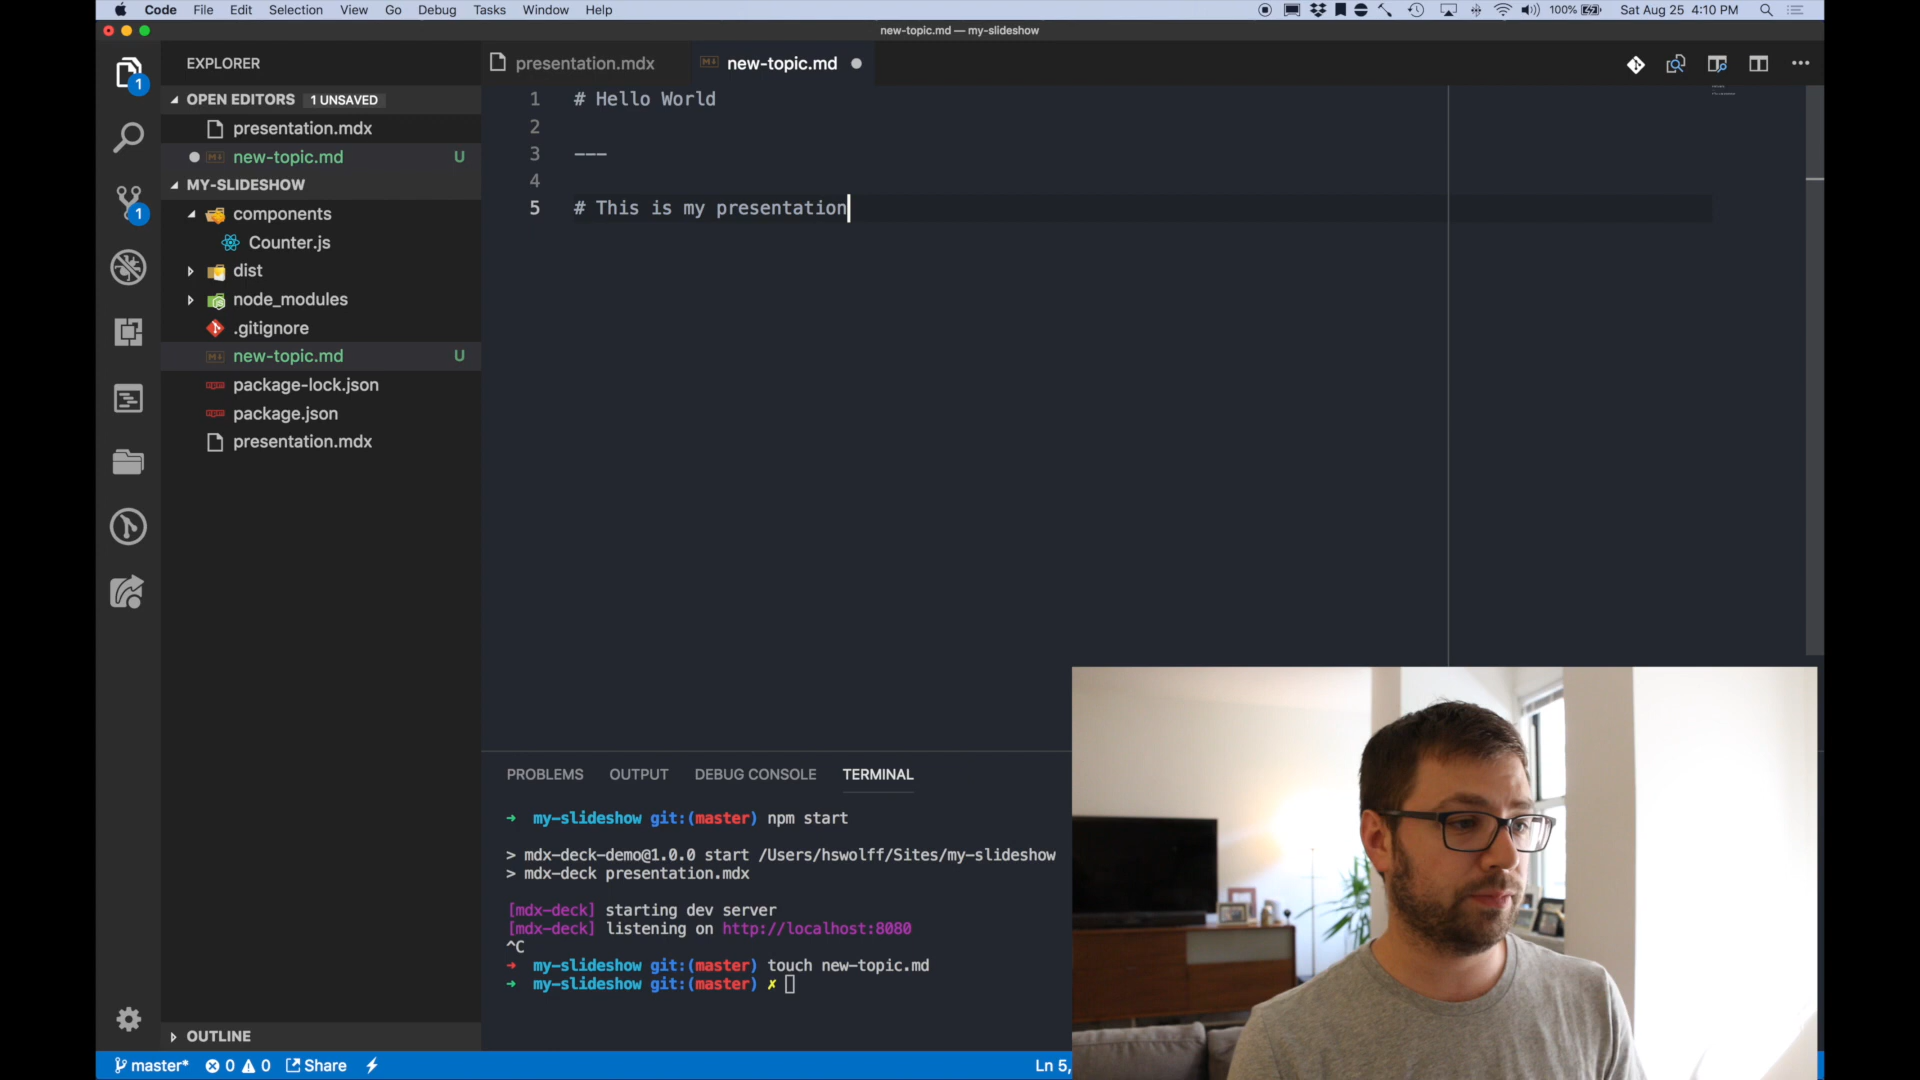 Code File Edit Selection View Go Debug Tasks Window Help 100% Sat Aug 25 4:10 PM
new-topic.md — my-slideshow
EXPLORER
OPEN EDITORS 1 UNSAVED
presentation.mdx
new-topic.md U
MY-SLIDESHOW
components
Counter.js
dist
node_modules
.gitignore
new-topic.md U
package-lock.json
package.json
presentation.mdx
OUTLINE
1
1
presentation.mdx new-topic.md
1 # Hello World
2
3 ---
4
5 # This is my presentation
PROBLEMS OUTPUT DEBUG CONSOLE TERMINAL
→ my-slideshow git:(master) npm start
> mdx-deck-demo@1.0.0 start /Users/hswolff/Sites/my-slideshow
> mdx-deck presentation.mdx
[mdx-deck] starting dev server
[mdx-deck] listening on http://localhost:8080
^C
→ my-slideshow git:(master) touch new-topic.md
→ my-slideshow git:(master) ✗
master* 0 0 Share Ln 5,